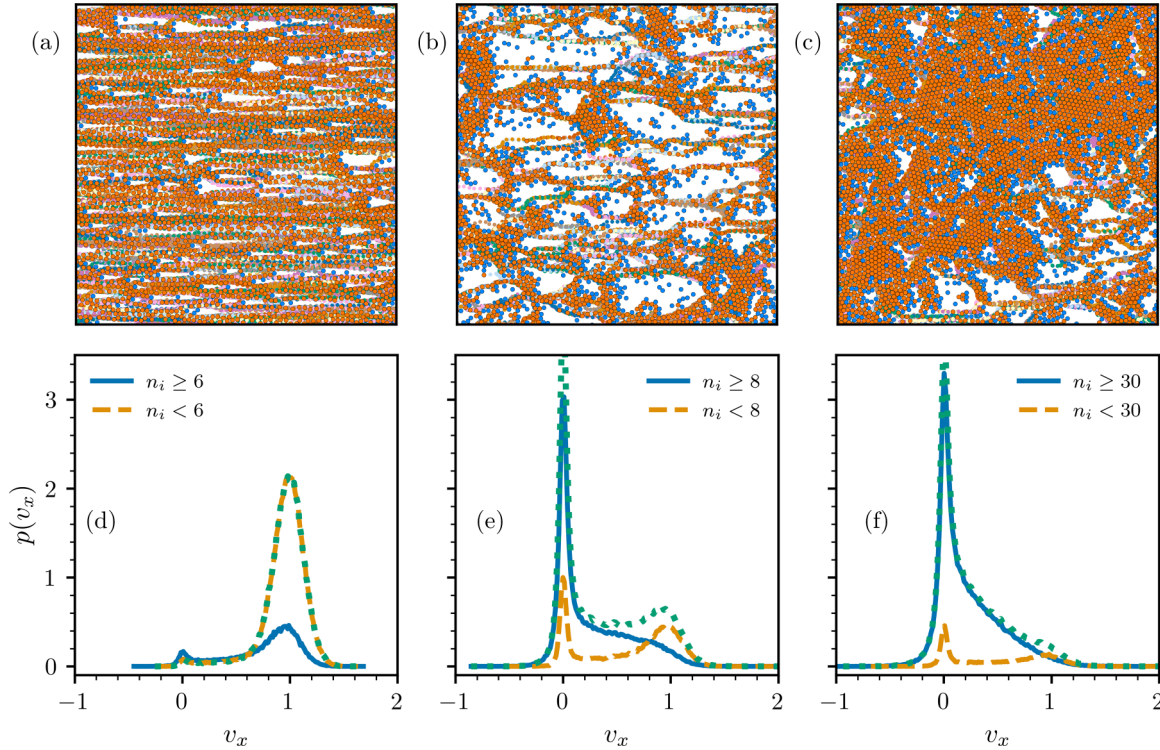 (a)
(b)
(c)
p(v_x)
3
2
1
0
(d)
n_i ≥ 6
n_i < 6
−1
0
1
2
v_x
(e)
n_i ≥ 8
n_i < 8
0
1
2
v_x
(f)
n_i ≥ 30
n_i < 30
−1
0
1
2
v_x